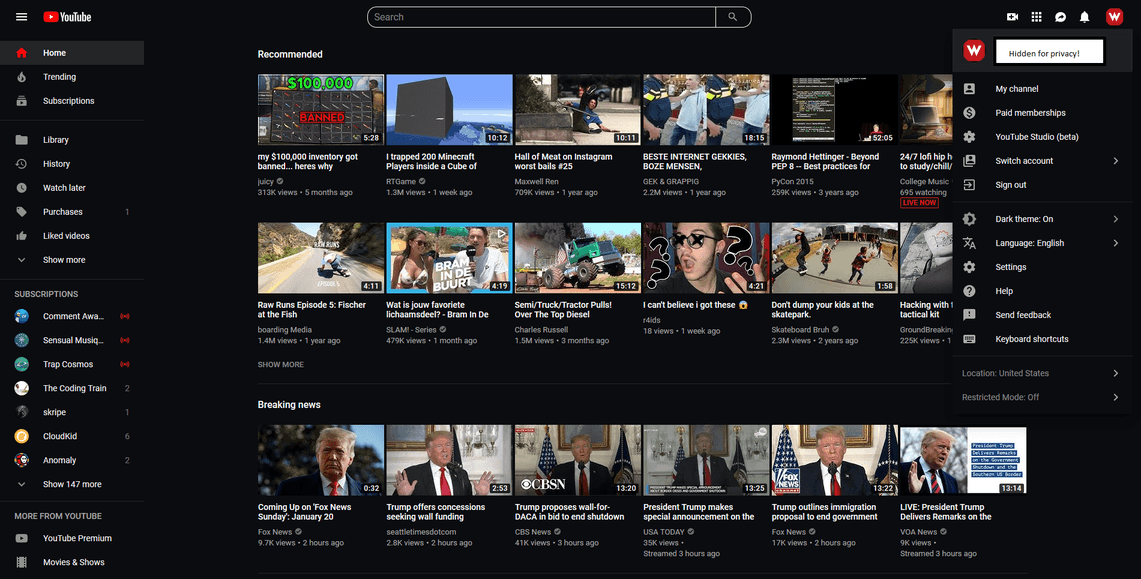 YouTube
Search
Home
Trending
Subscriptions
Library
History
Watch later
Purchases 1
Liked videos
Show more
SUBSCRIPTIONS
Comment Awa...
Sensual Musiq...
Trap Cosmos
The Coding Train 2
skripe 1
CloudKid 6
Anomaly 2
Show 147 more
MORE FROM YOUTUBE
YouTube Premium
Movies & Shows
Recommended
$100,000
BANNED
5:28
10:12
10:11
18:15
52:05
my $100,000 inventory got
banned... heres why
juicy
313K views • 5 months ago
I trapped 200 Minecraft
Players inside a Cube of
RTGame
1.3M views • 1 week ago
Hall of Meat on Instagram
worst bails #25
Maxwell Ren
709K views • 1 year ago
BESTE INTERNET GEKKIES,
BOZE MENSEN,
GEK & GRAPPIG
2.2M views • 1 year ago
Raymond Hettinger - Beyond
PEP 8 -- Best practices for
PyCon 2015
259K views • 3 years ago
24/7 lofi hip h
to study/chill/
College Music
695 watching
LIVE NOW
RAW RUNS
4:11
BRAM
IN DE
BUURT
4:19
15:12
???
4:21
1:58
Raw Runs Episode 5: Fischer
at the Fish
boarding Media
1.4M views • 1 year ago
Wat is jouw favoriete
lichaamsdeel? - Bram In De
SLAM! - Series
479K views • 1 month ago
Semi/Truck/Tractor Pulls!
Over The Top Diesel
Charles Russell
1.5M views • 3 months ago
I can't believe i got these 😱
r4ids
18 views • 1 week ago
Don't dump your kids at the
skatepark.
Skateboard Bruh
2.3M views • 2 years ago
Hacking with
tactical kit
GroundBreaking
225K views •
SHOW MORE
Breaking news
0:32
2:53
CBSN
13:20
13:25
FOX
NEWS
13:22
President Trump
Delivers Remarks
on the Government
Shutdown and the
Southern US Border
13:14
Coming Up on 'Fox News
Sunday': January 20
Fox News
9.7K views • 2 hours ago
Trump offers concessions
seeking wall funding
seattletimesdotcom
2.8K views • 2 hours ago
Trump proposes wall-for-
DACA in bid to end shutdown
CBS News
41K views • 3 hours ago
President Trump makes
special announcement on the
USA TODAY
35K views •
Streamed 3 hours ago
Trump outlines immigration
proposal to end government
Fox News
17K views • 2 hours ago
LIVE: President Trump
Delivers Remarks on the
VOA News
9K views •
Streamed 3 hours ago
W
W
Hidden for privacy!
My channel
Paid memberships
YouTube Studio (beta)
Switch account
Sign out
Dark theme: On
Language: English
Settings
Help
Send feedback
Keyboard shortcuts
Location: United States
Restricted Mode: Off